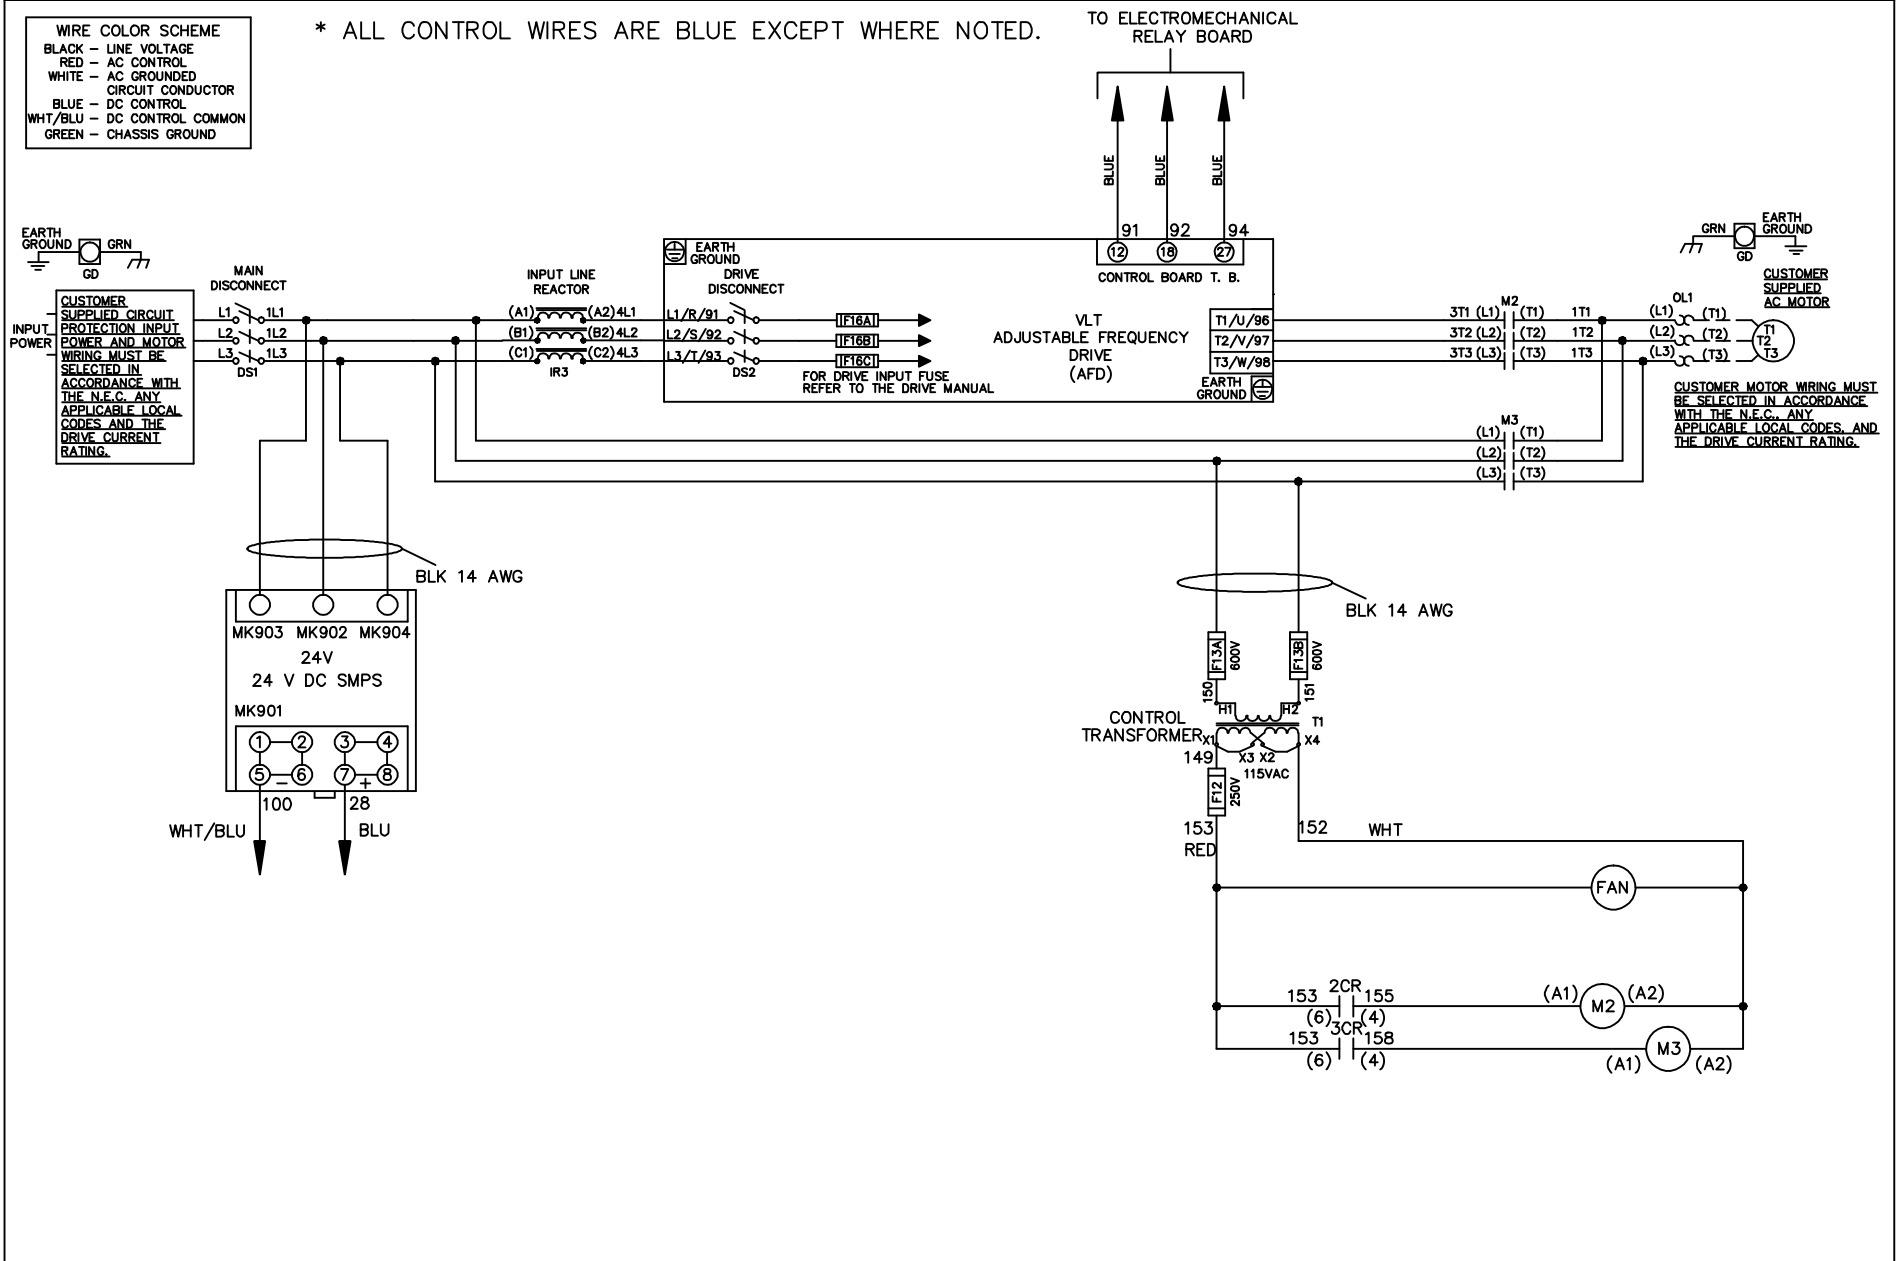 WIRE COLOR SCHEME
BLACK – LINE VOLTAGE
RED – AC CONTROL
WHITE – AC GROUNDED
CIRCUIT CONDUCTOR
BLUE – DC CONTROL
WHT/BLU – DC CONTROL COMMON
GREEN – CHASSIS GROUND
* ALL CONTROL WIRES ARE BLUE EXCEPT WHERE NOTED.
TO ELECTROMECHANICAL
RELAY BOARD
BLUE
BLUE
BLUE
91 92 94
12 18 27
CONTROL BOARD T. B.
EARTH
GROUND
GRN
GD
CUSTOMER
SUPPLIED CIRCUIT
PROTECTION INPUT
POWER AND MOTOR
WIRING MUST BE
SELECTED IN
ACCORDANCE WITH
THE N.E.C. ANY
APPLICABLE LOCAL
CODES AND THE
DRIVE CURRENT
RATING.
INPUT
POWER
MAIN
DISCONNECT
L1 1L1
L2 1L2
L3 1L3
DS1
INPUT LINE
REACTOR
(A1) (A2) 4L1
(B1) (B2) 4L2
(C1) (C2) 4L3
IR3
EARTH
GROUND
DRIVE
DISCONNECT
L1/R/91
L2/S/92
L3/T/93
DS2
F16A
F16B
F16C
FOR DRIVE INPUT FUSE
REFER TO THE DRIVE MANUAL
VLT
ADJUSTABLE FREQUENCY
DRIVE
(AFD)
T1/U/96
T2/V/97
T3/W/98
EARTH
GROUND
M2
3T1 (L1) (T1) 1T1
3T2 (L2) (T2) 1T2
3T3 (L3) (T3) 1T3
M3
(L1) (T1)
(L2) (T2)
(L3) (T3)
OL1
(L1) (T1)
(L2) (T2)
(L3) (T3)
T1
T2
T3
GRN
GD
EARTH
GROUND
CUSTOMER
SUPPLIED
AC MOTOR
CUSTOMER MOTOR WIRING MUST
BE SELECTED IN ACCORDANCE
WITH THE N.E.C., ANY
APPLICABLE LOCAL CODES, AND
THE DRIVE CURRENT RATING.
BLK 14 AWG
MK903 MK902 MK904
24V
24 V DC SMPS
MK901
1 2 3 4
5 6 7 8
– +
100 28
WHT/BLU BLU
BLK 14 AWG
F13A
600V
F13B
600V
150
151
H1 H2
T1
CONTROL
TRANSFORMER
X1 X3 X2 X4
115VAC
149
F12
250V
153
RED
152 WHT
FAN
2CR
153 155
(6) (4)
(A1) M2 (A2)
3CR
153 158
(6) (4)
(A1) M3 (A2)